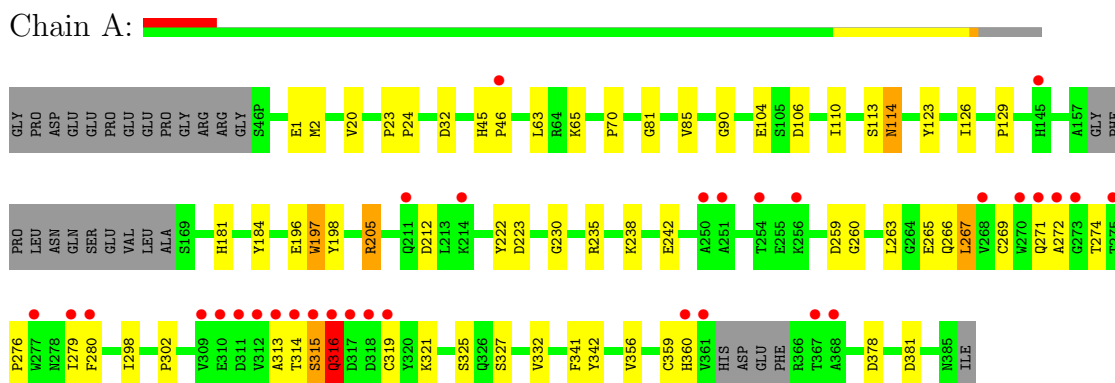 Chain A:
GLY PRO ASP GLU GLU PRO GLU GLU PRO GLY ARG ARG GLY S46P E1 M2 V20 P23 P24 D32 H45 P46 L63 R64 K65 P70 G81 V85 G90 E104 S105 D106 I110 S113 N114 Y123 I126 P129 H145 A157 GLY PHE
PRO LEU ASN GLN SER GLU VAL LEU ALA S169 H181 Y184 E196 W197 Y198 R205 Q211 D212 L213 K214 Y222 D223 G230 R235 K238 E242 A250 A251 T254 E255 K256 D259 G260 L263 G264 E265 Q266 L267 V268 C269 W270 Q271 A272 G273 T274 T275
P276 W277 N278 I279 F280 I298 P302 V309 E310 D311 V312 A313 T314 S315 Q316 D317 D318 C319 Y320 K321 S325 Q326 S327 V332 F341 Y342 V356 C359 H360 V361 HIS ASP GLU PHE R366 T367 A368 D378 D381 N385 ILE